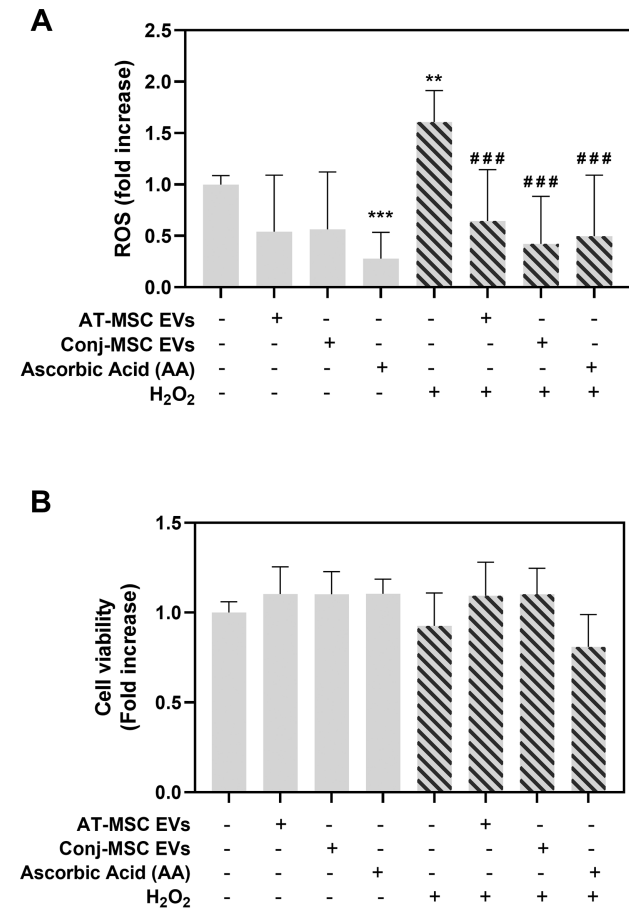 A
ROS (fold increase)
2.5
2.0
1.5
1.0
0.5
0.0
*** ** ### ### ###
AT-MSC EVs - + - - - + - -
Conj-MSC EVs - - + - - - + -
Ascorbic Acid (AA) - - - + - - - +
H₂O₂ - - - - + + + +
B
Cell viability
(Fold increase)
1.5
1.0
0.5
0.0
AT-MSC EVs - + - - - + - -
Conj-MSC EVs - - + - - - + -
Ascorbic Acid (AA) - - - + - - - +
H₂O₂ - - - - + + + +